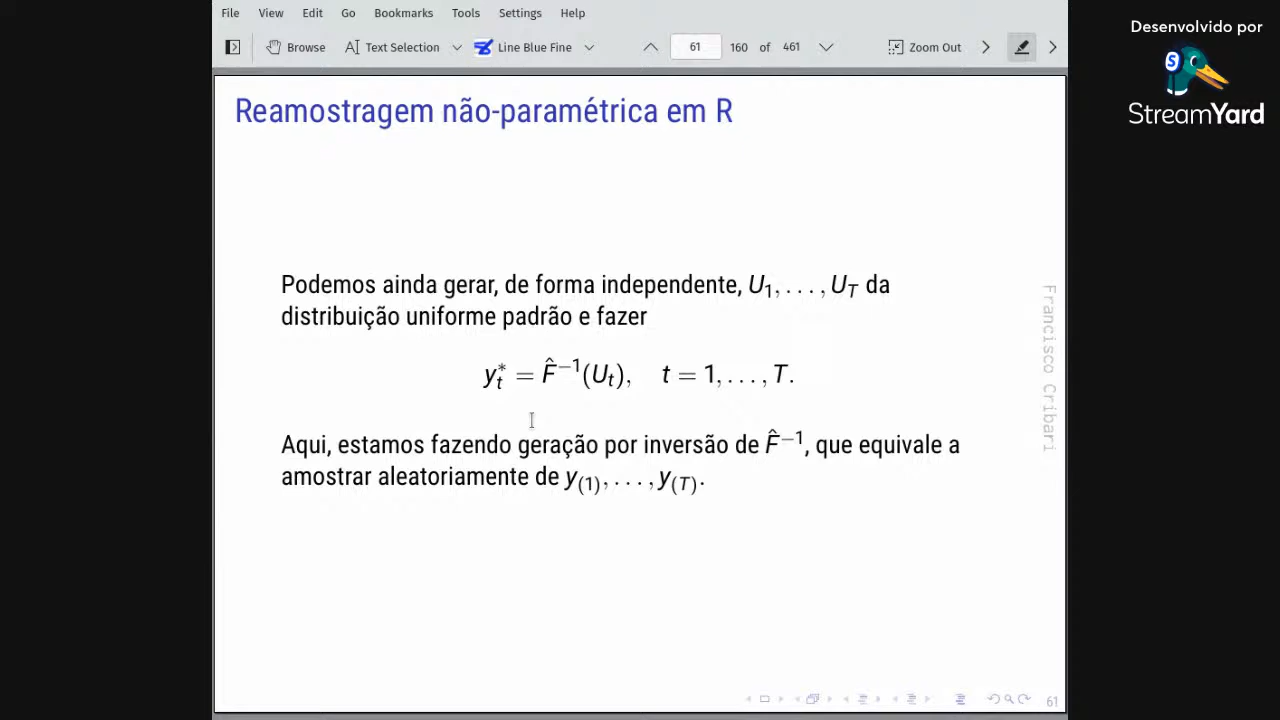 File View Edit Go Bookmarks Tools Settings Help
Browse Text Selection Line Blue Fine 61 160 of 461 Zoom Out
Desenvolvido por
S
StreamYard
Reamostragem não-paramétrica em R
Podemos ainda gerar, de forma independente, U₁, . . . , U_T da
distribuição uniforme padrão e fazer
y*_t = F̂⁻¹(U_t), t = 1, . . . , T.
Aqui, estamos fazendo geração por inversão de F̂⁻¹, que equivale a
amostrar aleatoriamente de y₍₁₎, . . . , y_(T).
Francisco Cribari
61